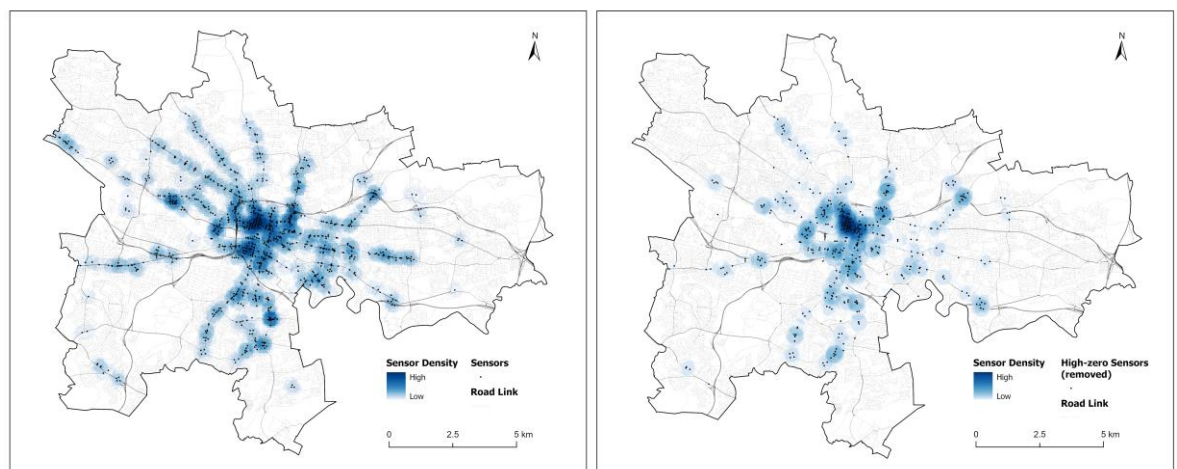 N
Sensor Density
High
Low
Sensors
Road Link
0 2.5 5 km
N
Sensor Density
High
Low
High-zero Sensors
(removed)
Road Link
0 2.5 5 km